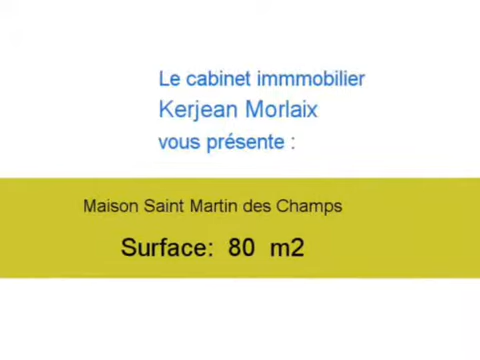 Le cabinet immmobilier
Kerjean Morlaix
vous présente :
Maison Saint Martin des Champs
Surface: 80 m2